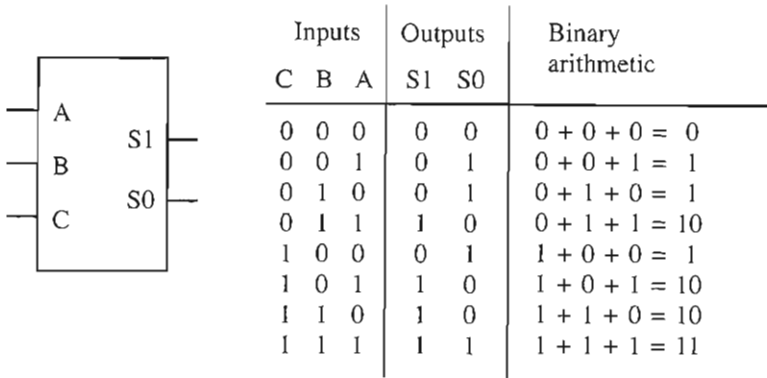 Inputs Outputs Binary arithmetic
C B A S1 S0
0 0 0 0 0 0 + 0 + 0 = 0
0 0 1 0 1 0 + 0 + 1 = 1
0 1 0 0 1 0 + 1 + 0 = 1
0 1 1 1 0 0 + 1 + 1 = 10
1 0 0 0 1 1 + 0 + 0 = 1
1 0 1 1 0 1 + 0 + 1 = 10
1 1 0 1 0 1 + 1 + 0 = 10
1 1 1 1 1 1 + 1 + 1 = 11
A
B
C
S1
S0